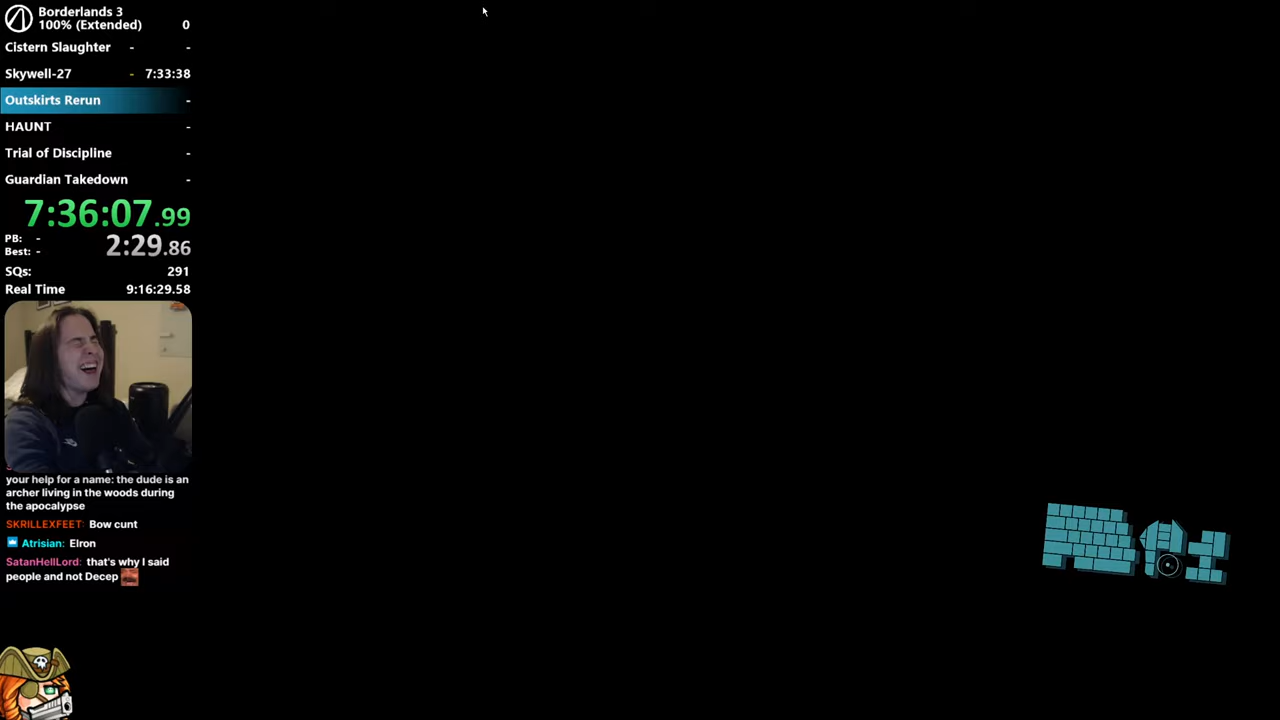 Borderlands 3
100% (Extended) 0
Cistern Slaughter - -
Skywell-27 - 7:33:38
Outskirts Rerun -
HAUNT -
Trial of Discipline -
Guardian Takedown -
7:36:07.99
PB: -
Best: - 2:29.86
SQs: 291
Real Time 9:16:29.58
your help for a name: the dude is an
archer living in the woods during
the apocalypse
SKRILLEXFEET: Bow cunt
Atrisian: Elron
SatanHellLord: that's why I said
people and not Decep